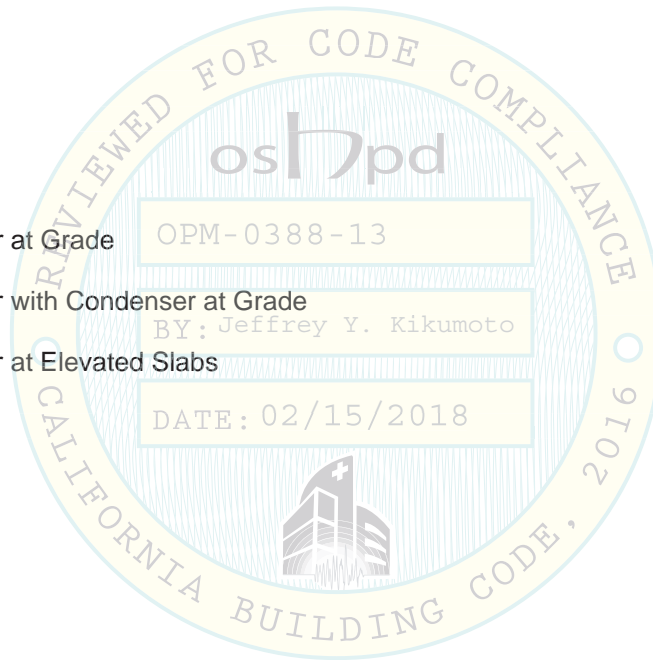 REVIEWED FOR CODE COMPLIANCE
oshpd
OPM-0388-13
r at Grade
r with Condenser at Grade
BY: Jeffrey Y. Kikumoto
r at Elevated Slabs
DATE: 02/15/2018
CALIFORNIA BUILDING CODE, 2016